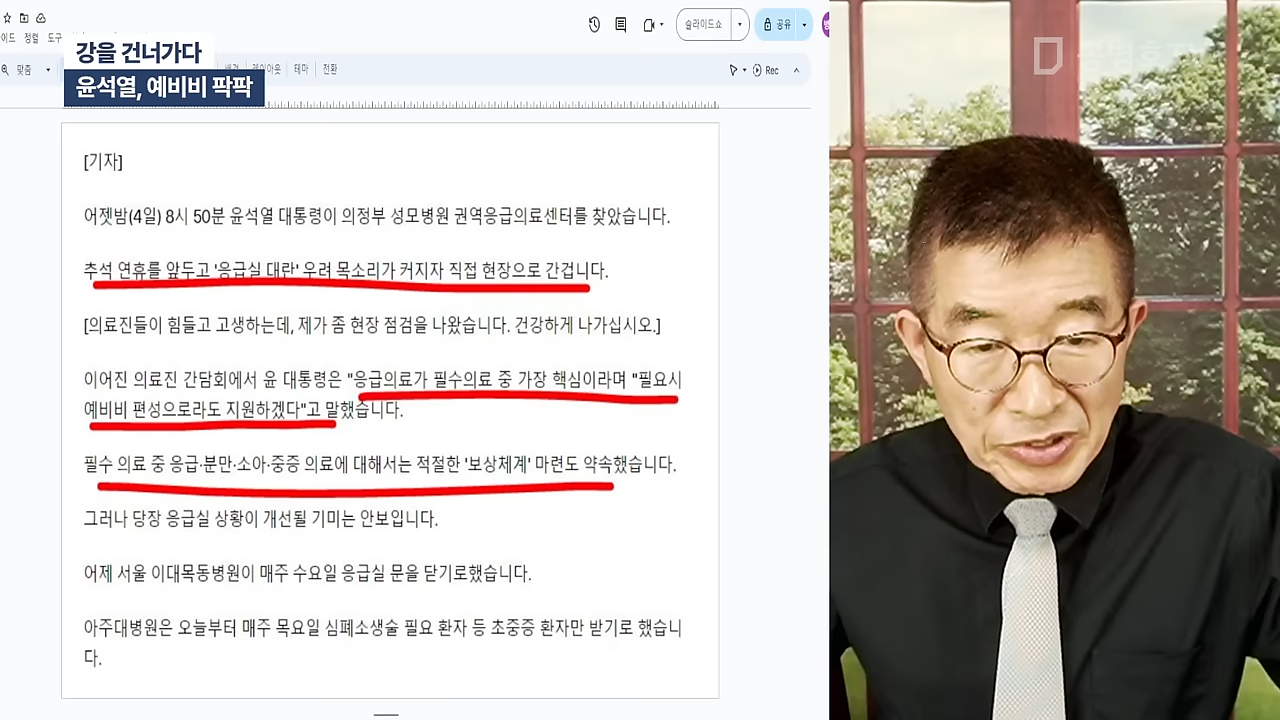 강을 건너가다
윤석열, 예비비 팍팍
이드 정렬 도구
슬라이드쇼
공유
맞춤
배경 레이아웃 테마 전환
Rec
[기자]
어젯밤(4일) 8시 50분 윤석열 대통령이 의정부 성모병원 권역응급의료센터를 찾았습니다.
추석 연휴를 앞두고 '응급실 대란' 우려 목소리가 커지자 직접 현장으로 간겁니다.
[의료진들이 힘들고 고생하는데, 제가 좀 현장 점검을 나왔습니다. 건강하게 나가십시오.]
이어진 의료진 간담회에서 윤 대통령은 "응급의료가 필수의료 중 가장 핵심이라며 "필요시
예비비 편성으로라도 지원하겠다"고 말했습니다.
필수 의료 중 응급·분만·소아·중증 의료에 대해서는 적절한 '보상체계' 마련도 약속했습니다.
그러나 당장 응급실 상황이 개선될 기미는 안보입니다.
어제 서울 이대목동병원이 매주 수요일 응급실 문을 닫기로했습니다.
아주대병원은 오늘부터 매주 목요일 심폐소생술 필요 환자 등 초중증 환자만 받기로 했습니
다.